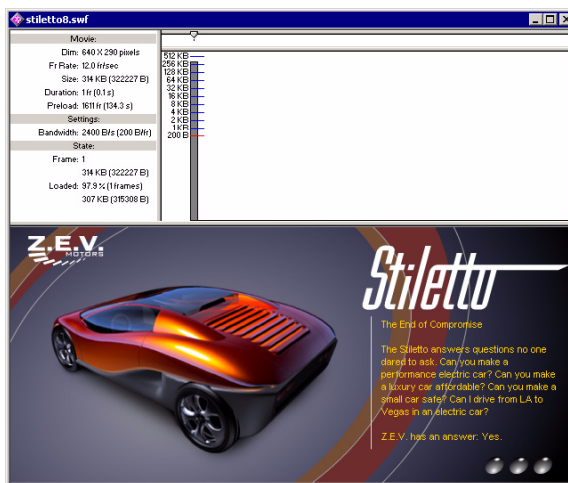 stiletto8.swf
Movie:
Dim: 640 X 290 pixels
Fr Rate: 12.0 fr/sec
Size: 314 KB (322227 B)
Duration: 1 fr (0.1 s)
Preload: 1611 fr (134.3 s)
Settings:
Bandwidth: 2400 B/s (200 B/fr)
State:
Frame: 1
314 KB (322227 B)
Loaded: 97.9 % (1 frames)
307 KB (315308 B)
512 KB
256 KB
128 KB
64 KB
32 KB
16 KB
8 KB
4 KB
2 KB
1 KB
200 B
Z.E.V.
MOTORS
Stiletto
The End of Compromise
The Stiletto answers questions no one
dared to ask. Can you make a
performance electric car? Can you make
a luxury car affordable? Can you make a
small car safe? Can I drive from LA to
Vegas in an electric car?
Z.E.V. has an answer: Yes.